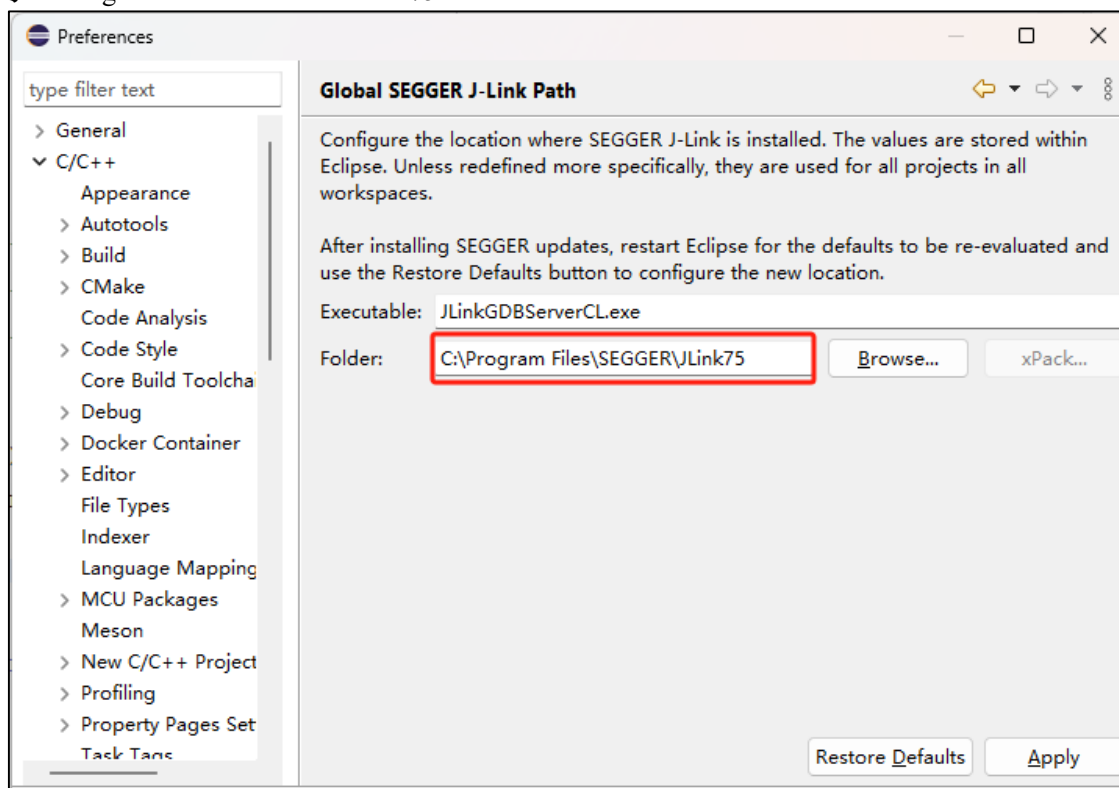 Preferences
type filter text
General
C/C++
Appearance
Autotools
Build
CMake
Code Analysis
Code Style
Core Build Toolchai
Debug
Docker Container
Editor
File Types
Indexer
Language Mapping
MCU Packages
Meson
New C/C++ Project
Profiling
Property Pages Set
Task Tags
Global SEGGER J-Link Path
Configure the location where SEGGER J-Link is installed. The values are stored within
Eclipse. Unless redefined more specifically, they are used for all projects in all
workspaces.
After installing SEGGER updates, restart Eclipse for the defaults to be re-evaluated and
use the Restore Defaults button to configure the new location.
Executable: JLinkGDBServerCL.exe
Folder: C:\Program Files\SEGGER\JLink75 Browse... xPack...
Restore Defaults Apply